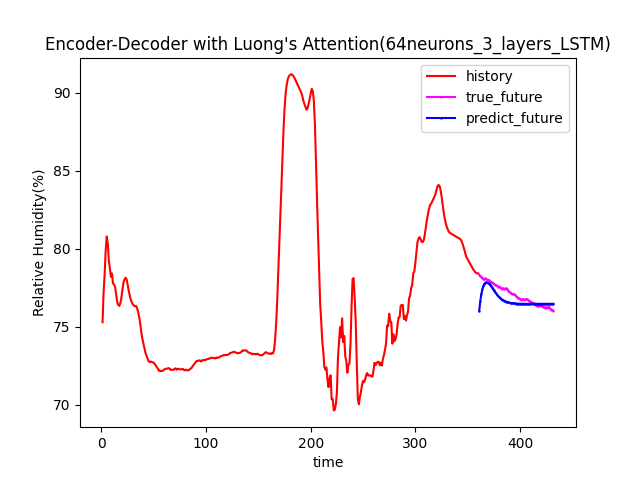 Encoder-Decoder with Luong's Attention(64neurons_3_layers_LSTM)
history
true_future
predict_future
90
85
80
75
70
Relative Humidity(%)
0 100 200 300 400
time